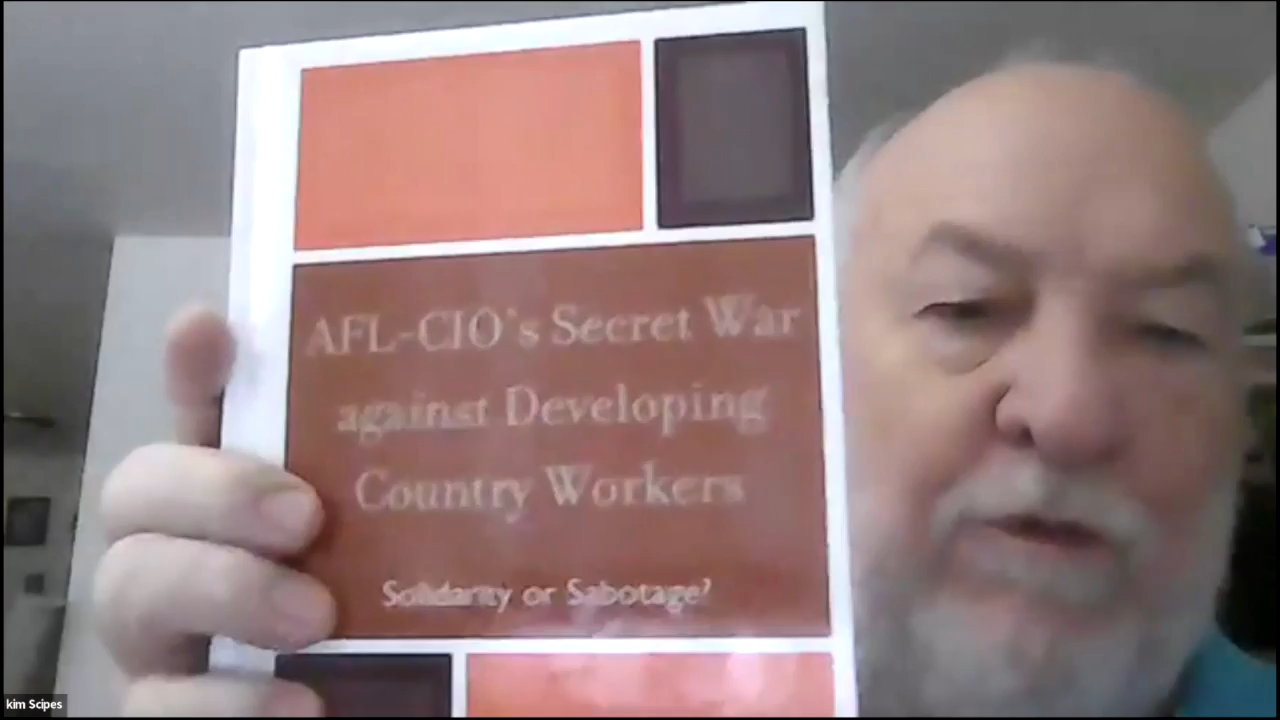 AFL-CIO's Secret War
against Developing
Country Workers
Solidarity or Sabotage?
kim Scipes